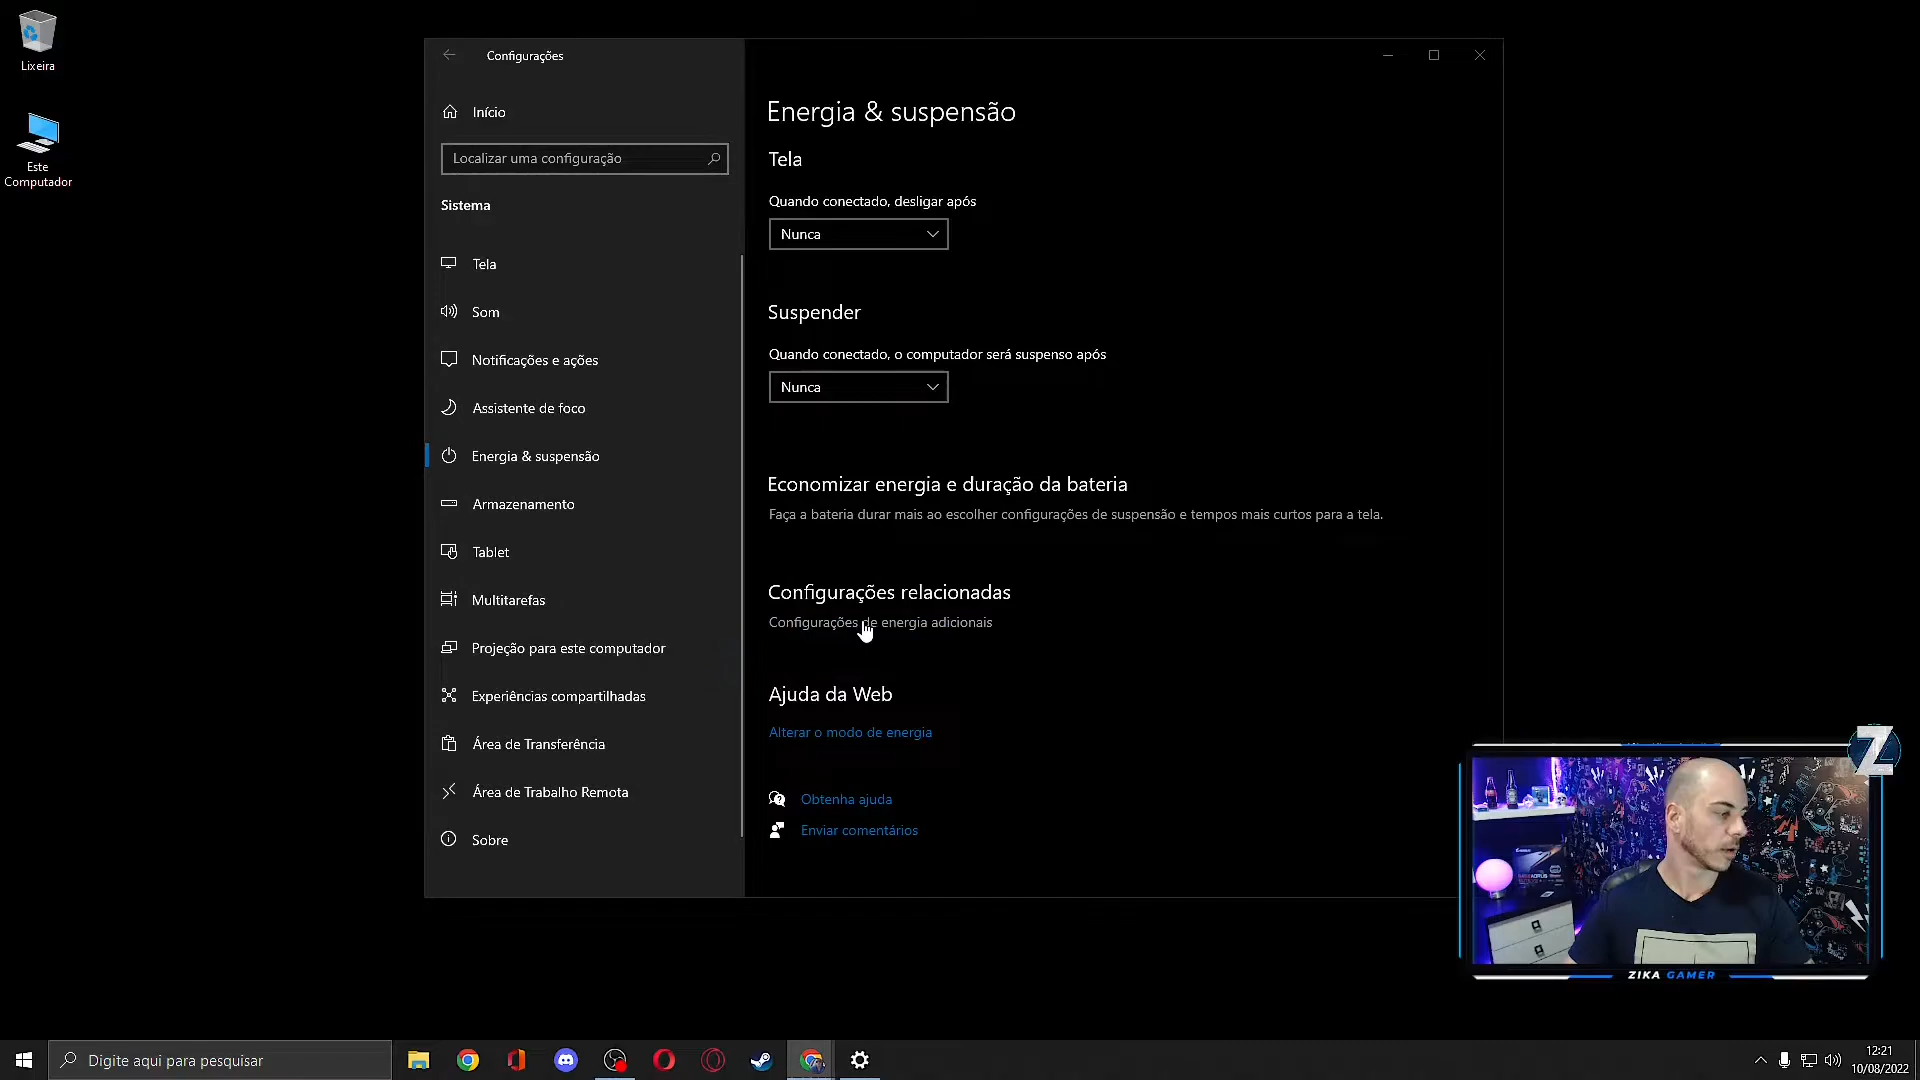 Lixeira
Este
Computador
Configurações
Início
Localizar uma configuração
Sistema
Tela
Som
Notificações e ações
Assistente de foco
Energia & suspensão
Armazenamento
Tablet
Multitarefas
Projeção para este computador
Experiências compartilhadas
Área de Transferência
Área de Trabalho Remota
Sobre
Energia & suspensão
Tela
Quando conectado, desligar após
Nunca
Suspender
Quando conectado, o computador será suspenso após
Nunca
Economizar energia e duração da bateria
Faça a bateria durar mais ao escolher configurações de suspensão e tempos mais curtos para a tela.
Configurações relacionadas
Configurações de energia adicionais
Ajuda da Web
Alterar o modo de energia
Obtenha ajuda
Enviar comentários
Z
ZIKA GAMER
Digite aqui para pesquisar
12:21
10/08/2022